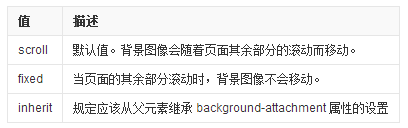 值 描述
scroll 默认值。背景图像会随着页面其余部分的滚动而移动。
fixed 当页面的其余部分滚动时，背景图像不会移动。
inherit 规定应该从父元素继承 background-attachment 属性的设置